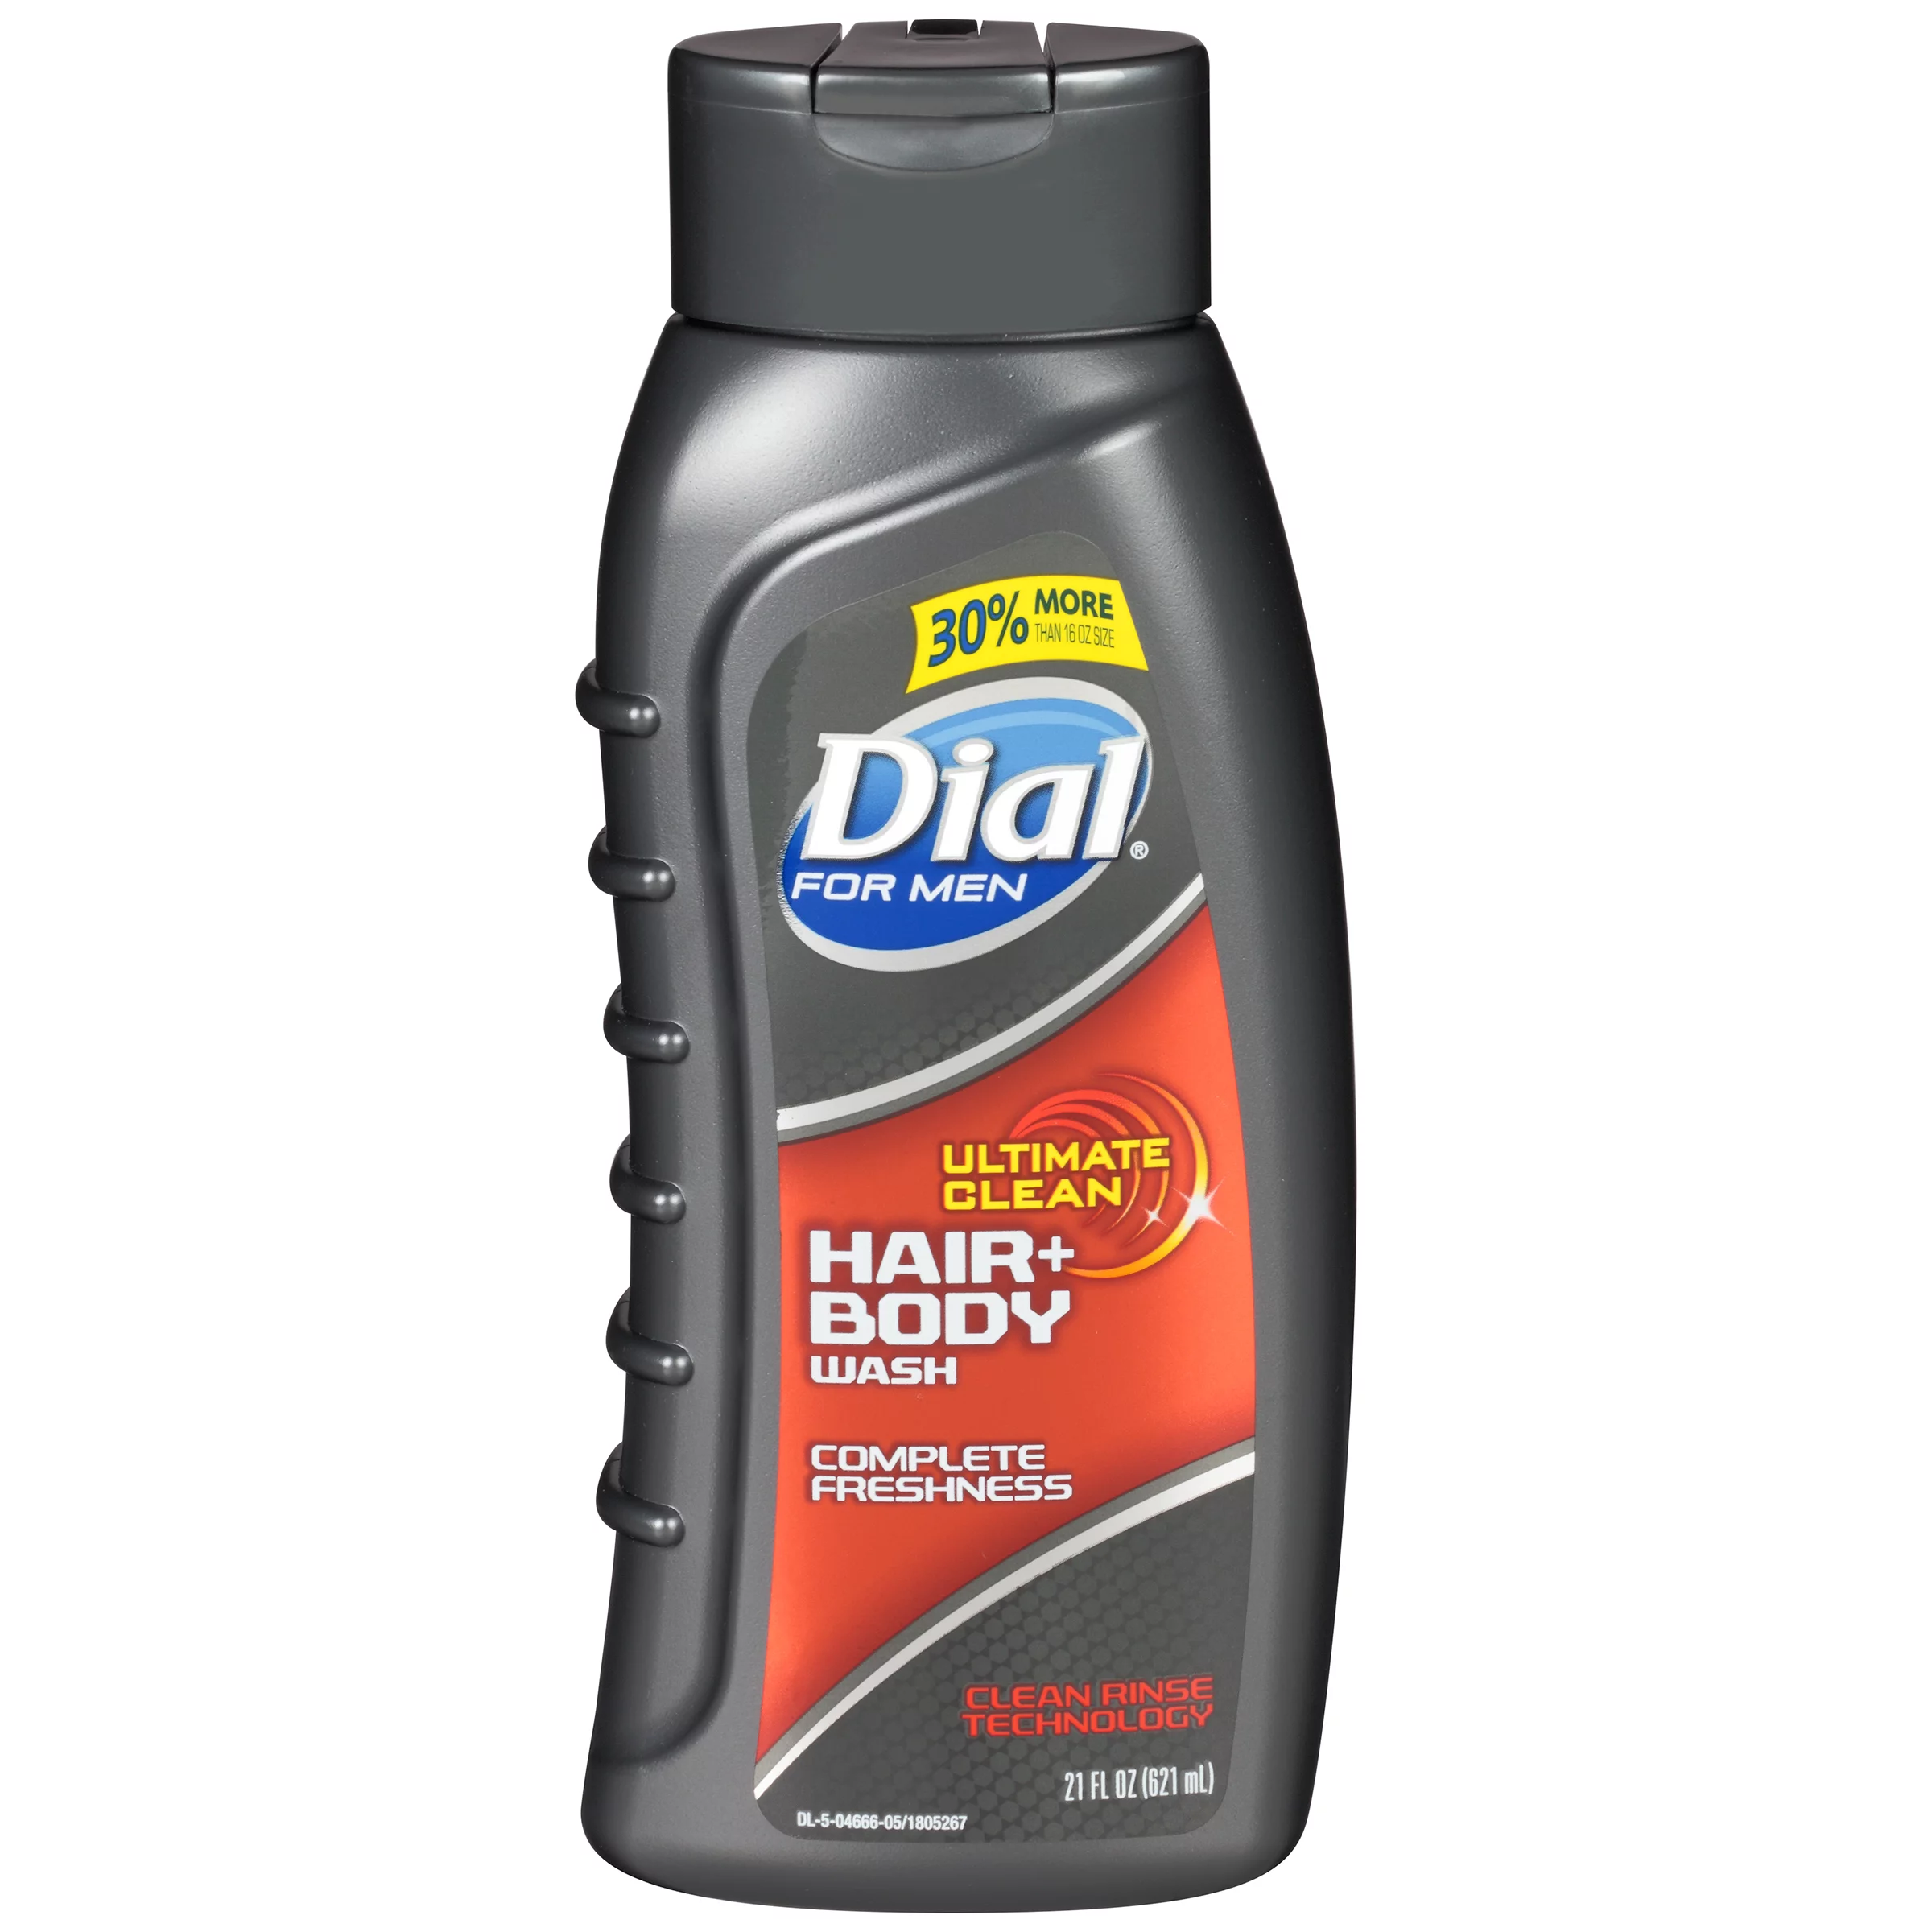 30% MORE
THAN 16 OZ SIZE
Dial®
FOR MEN
ULTIMATE
CLEAN
HAIR+
BODY
WASH
COMPLETE
FRESHNESS
CLEAN RINSE
TECHNOLOGY
21 FL OZ (621 mL)
DL-5-04666-05/1805267